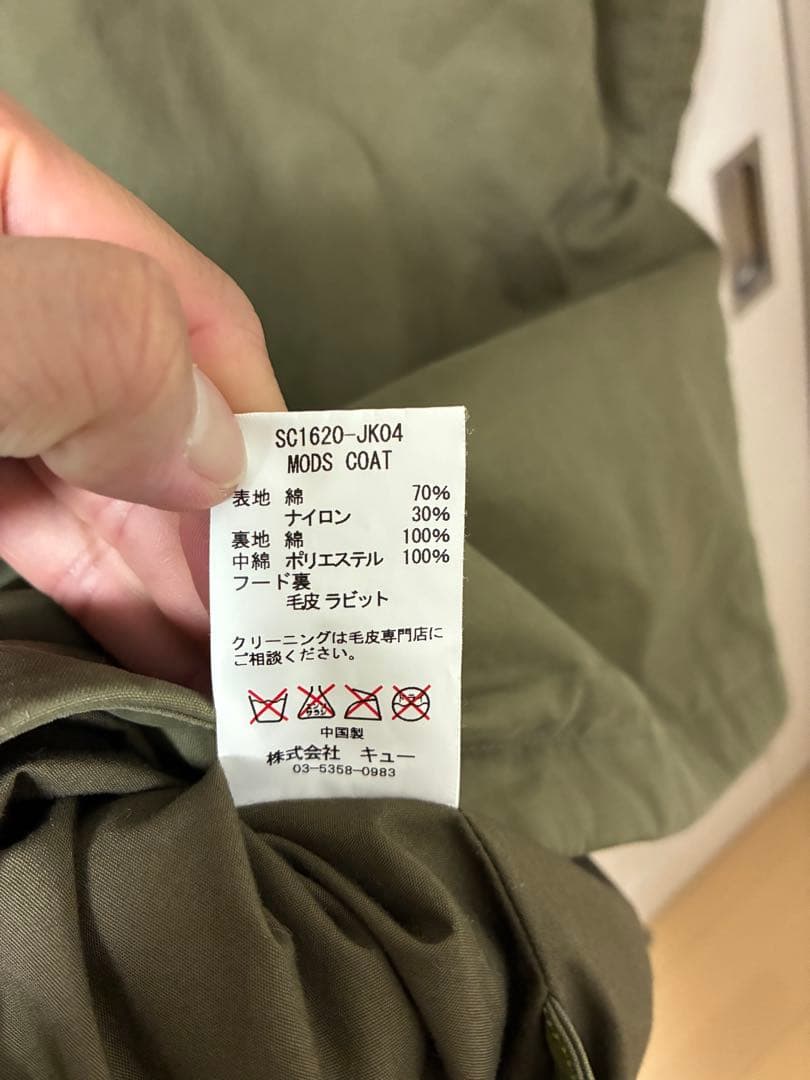 SC1620-JK04
MODS COAT
表地 綿 70%
ナイロン 30%
裏地 綿 100%
中綿 ポリエステル 100%
フード裏
毛皮 ラビット
クリーニングは毛皮専門店に
ご相談ください。
ドライ
中国製
株式会社 キュー
03-5358-0983